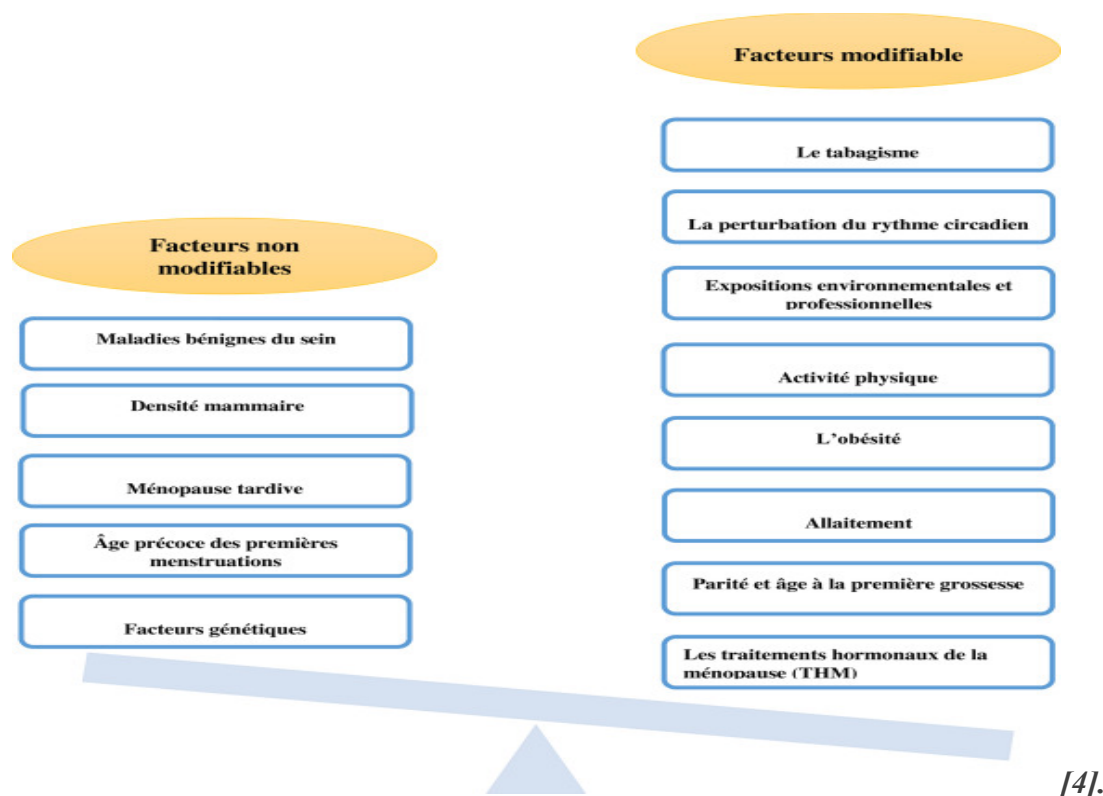 Facteurs modifiable
Le tabagisme
La perturbation du rythme circadien
Expositions environnementales et
professionnelles
Activité physique
L'obésité
Allaitement
Parité et âge à la première grossesse
Les traitements hormonaux de la
ménopause (THM)
Facteurs non
modifiables
Maladies bénignes du sein
Densité mammaire
Ménopause tardive
Âge précoce des premières
menstruations
Facteurs génétiques
[4].